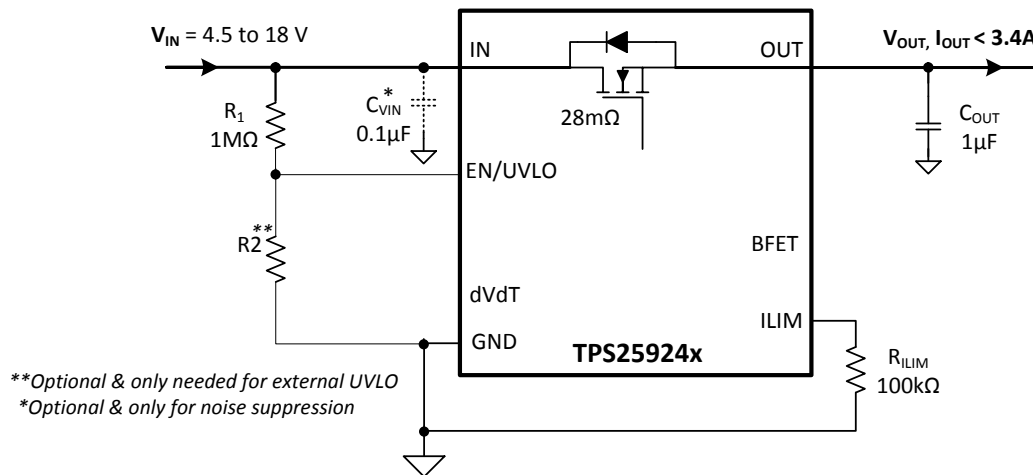 V_IN = 4.5 to 18 V
IN
OUT
V_OUT, I_OUT < 3.4A
R_1
1MΩ
C_VIN*
0.1µF
28mΩ
C_OUT
1µF
EN/UVLO
R2**
BFET
dVdT
ILIM
GND
TPS25924x
R_ILIM
100kΩ
**Optional & only needed for external UVLO
*Optional & only for noise suppression